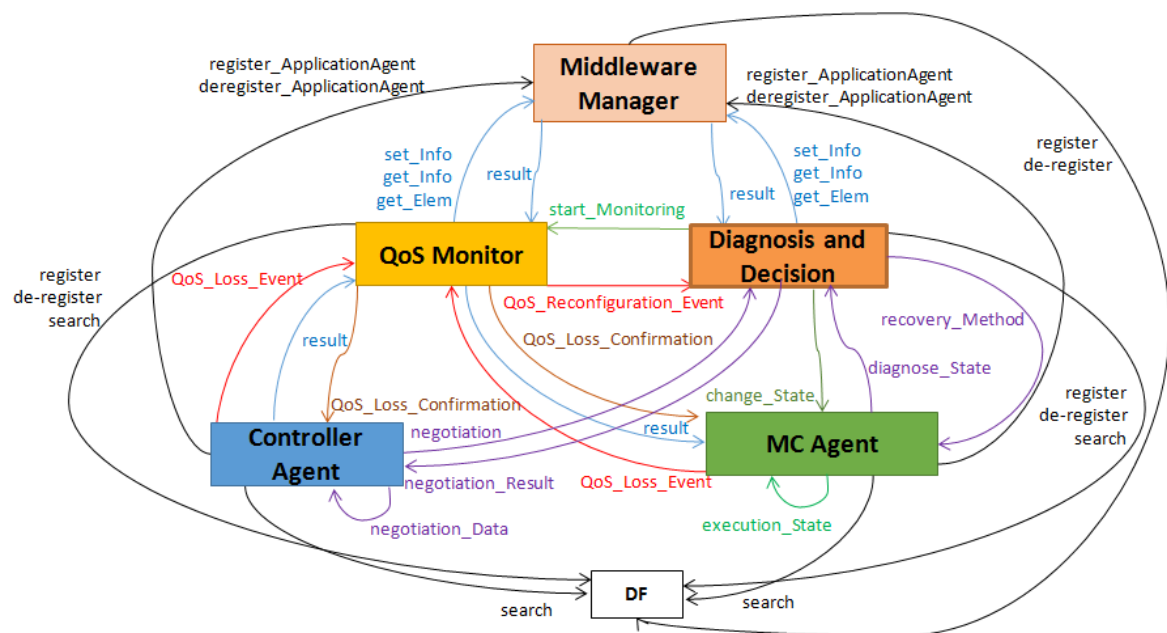 register_ApplicationAgent
deregister_ApplicationAgent
Middleware
Manager
register_ApplicationAgent
deregister_ApplicationAgent
register
de-register
set_Info
get_Info
get_Elem
result
result
set_Info
get_Info
get_Elem
start_Monitoring
QoS Monitor
Diagnosis and
Decision
register
de-register
search
QoS_Loss_Event
QoS_Reconfiguration_Event
recovery_Method
result
QoS_Loss_Confirmation
diagnose_State
change_State
register
de-register
search
QoS_Loss_Confirmation
negotiation
result
Controller
Agent
MC Agent
negotiation_Result
QoS_Loss_Event
negotiation_Data
execution_State
DF
search
search